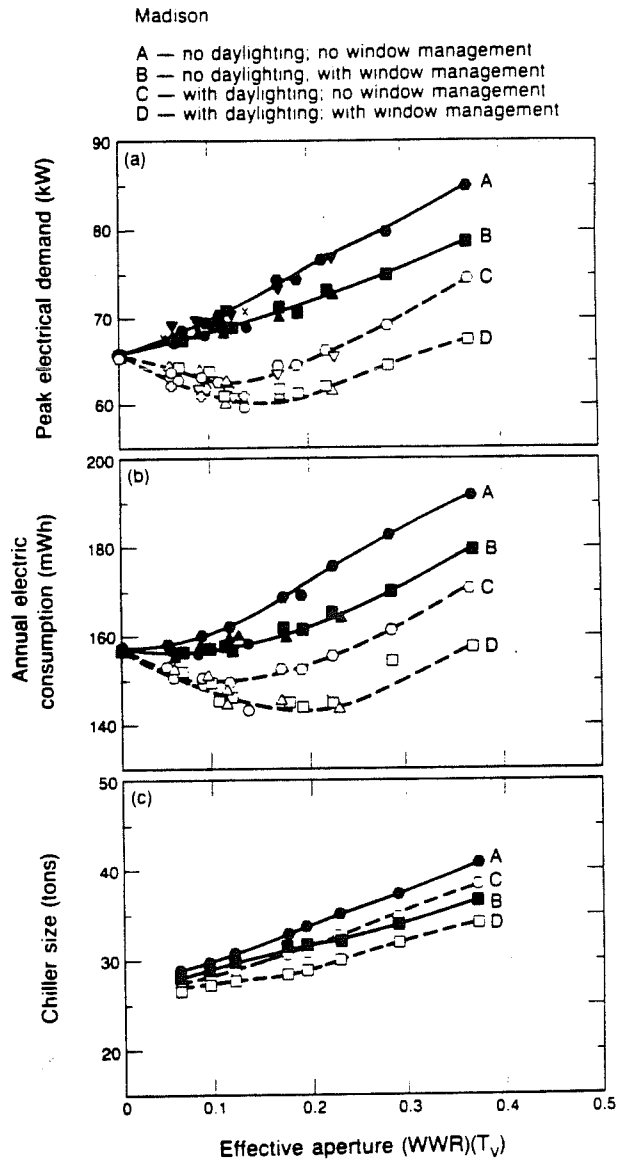 Madison
A — no daylighting; no window management
B — no daylighting, with window management
C — with daylighting; no window management
D — with daylighting; with window management
(a)
Peak electrical demand (kW)
90
80
70
60
A
B
C
D
(b)
Annual electric
consumption (mWh)
200
180
160
140
A
B
C
D
(c)
Chiller size (tons)
50
40
30
20
A
C
B
D
0 0.1 0.2 0.3 0.4 0.5
Effective aperture (WWR)(Tv)